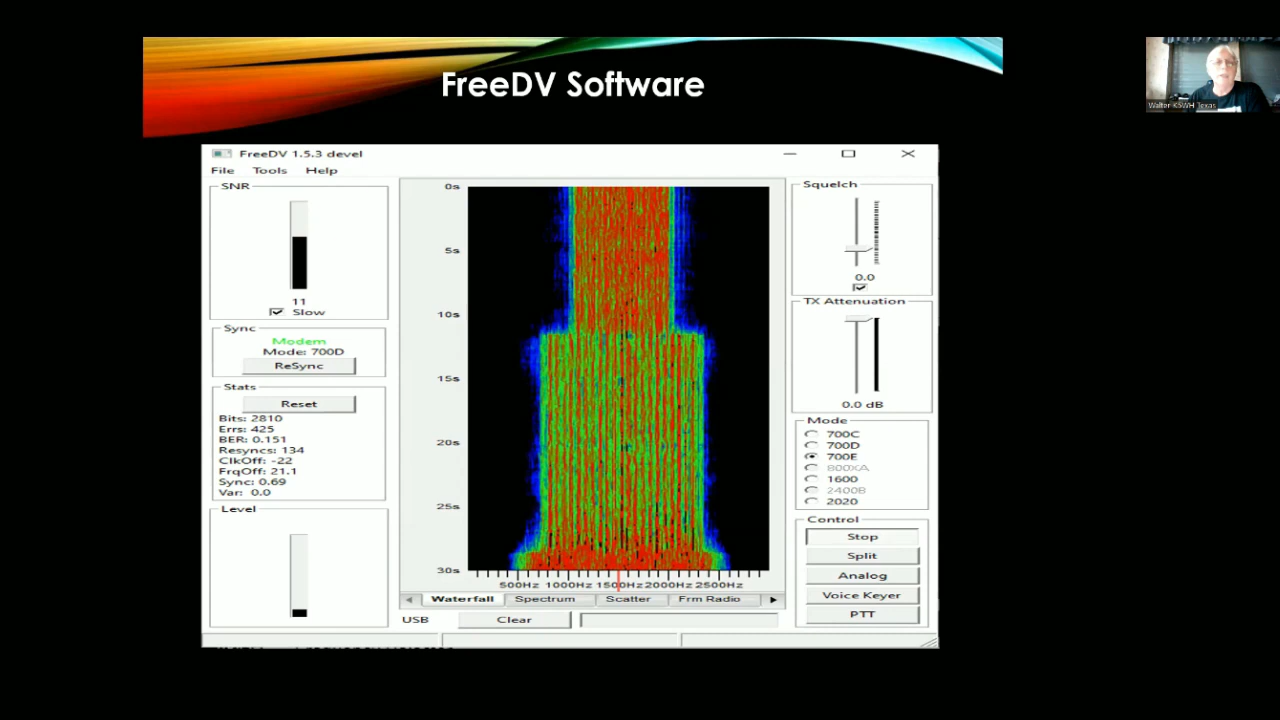 FreeDV Software
Walter K5WH Texas
FreeDV 1.5.3 devel
File Tools Help
SNR
11
Slow
Sync
Modem
Mode: 700D
ReSync
Stats
Reset
Bits: 2810
Errs: 425
BER: 0.151
Resyncs: 134
ClkOff: -22
FrqOff: 21.1
Sync: 0.69
Var: 0.0
Level
0s
5s
10s
15s
20s
25s
30s
500Hz 1000Hz 1500Hz 2000Hz 2500Hz
Waterfall Spectrum Scatter Frm Radio
USB Clear
Squelch
0.0
TX Attenuation
0.0 dB
Mode
700C
700D
700E
800XA
1600
2400B
2020
Control
Stop
Split
Analog
Voice Keyer
PTT